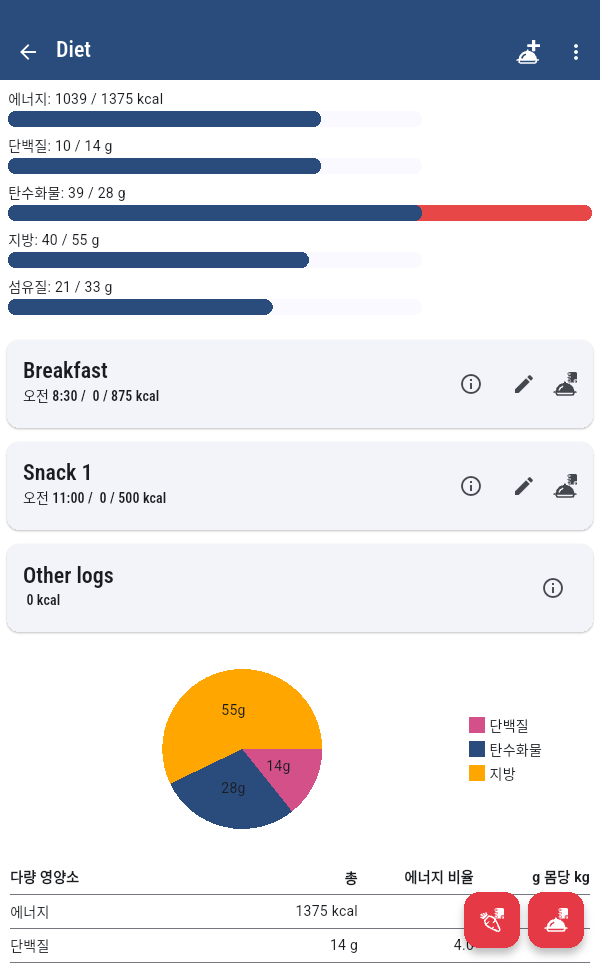 Diet
에너지: 1039 / 1375 kcal
단백질: 10 / 14 g
탄수화물: 39 / 28 g
지방: 40 / 55 g
섬유질: 21 / 33 g
Breakfast
오전 8:30 / 0 / 875 kcal
Snack 1
오전 11:00 / 0 / 500 kcal
Other logs
0 kcal
55g
14g
28g
단백질
탄수화물
지방
다량 영양소 총 에너지 비율 g 몸당 kg
에너지 1375 kcal
단백질 14 g 4.0